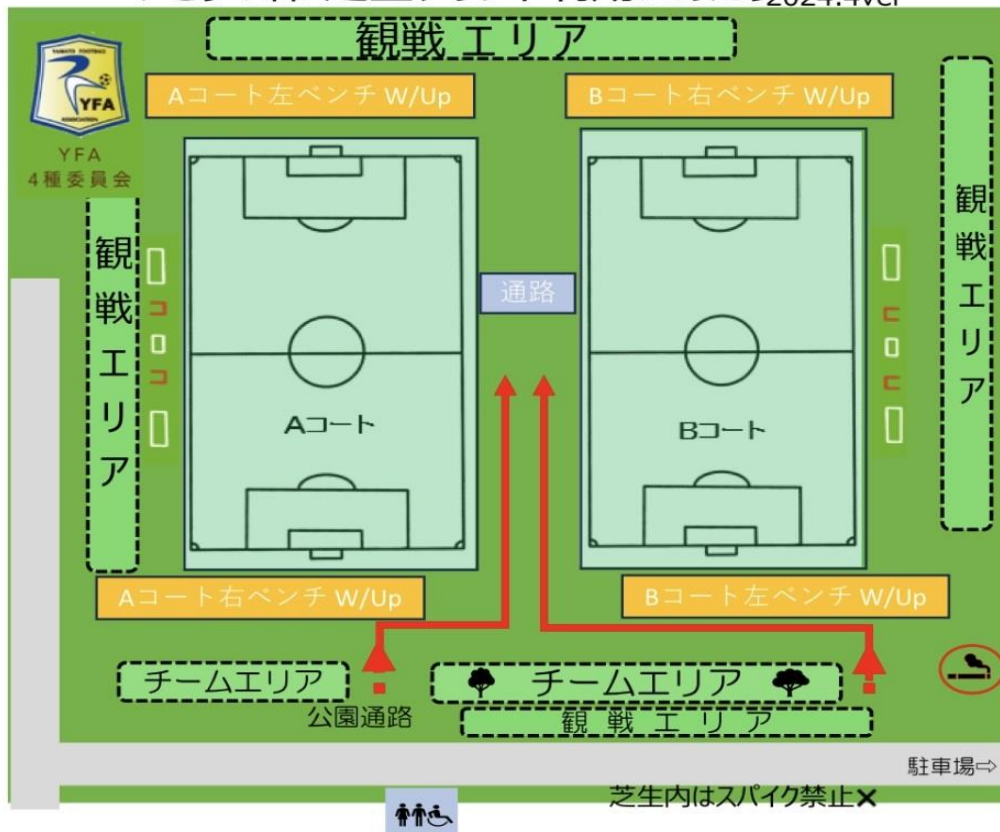 2024.4ver
観戦 エリア
YAMATO FOOTBALL
YFA
ASSOCIATION
YFA
4種委員会
Aコート左ベンチ W/Up
Bコート右ベンチ W/Up
観戦エリア
観戦エリア
通路
Aコート
Bコート
Aコート右ベンチ W/Up
Bコート左ベンチ W/Up
チームエリア
チームエリア
公園通路
観 戦 エ リ ア
駐車場⇨
芝生内はスパイク禁止×